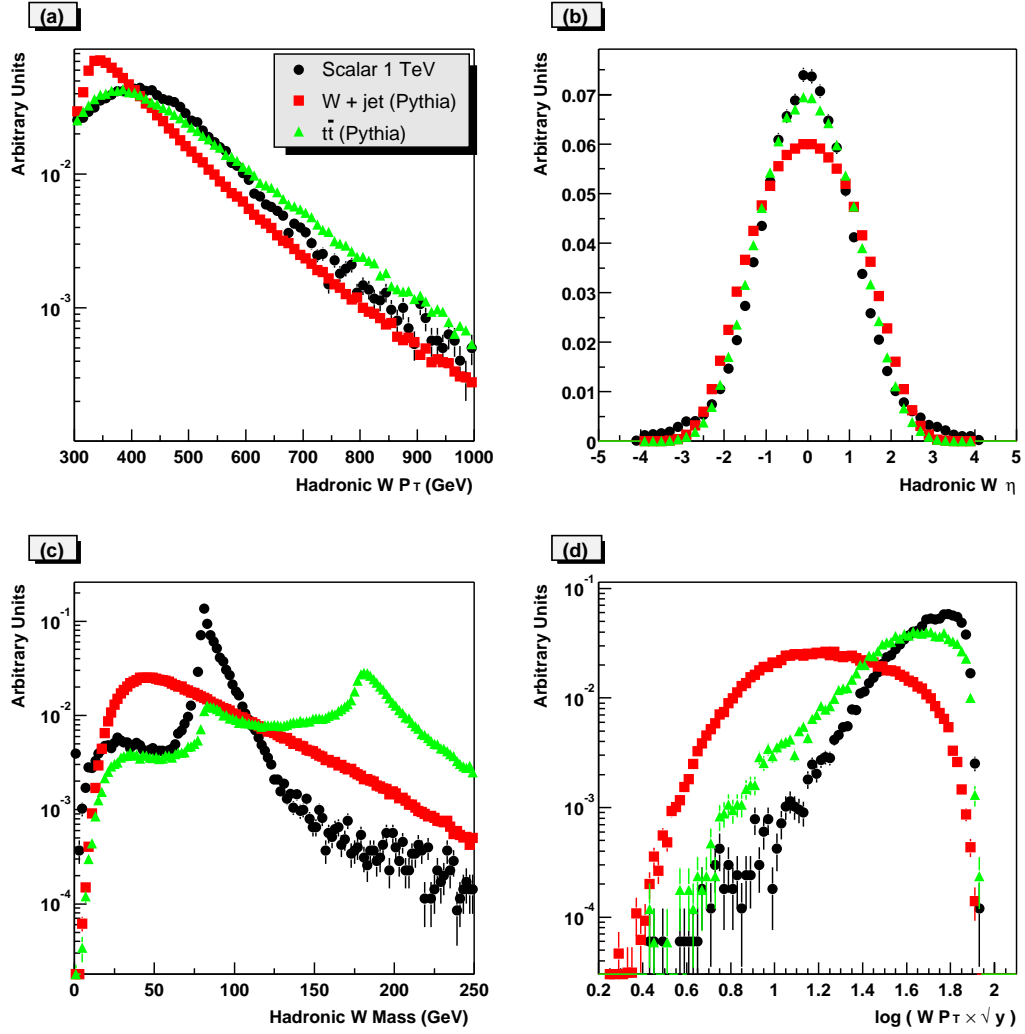 (a)
Arbitrary Units
10⁻²
10⁻³
Scalar 1 TeV
W + jet (Pythia)
tt̄ (Pythia)
300 400 500 600 700 800 900 1000
Hadronic W P_T (GeV)
(b)
Arbitrary Units
0.07
0.06
0.05
0.04
0.03
0.02
0.01
0
-5 -4 -3 -2 -1 0 1 2 3 4 5
Hadronic W η
(c)
Arbitrary Units
10⁻¹
10⁻²
10⁻³
10⁻⁴
0 50 100 150 200 250
Hadronic W Mass (GeV)
(d)
Arbitrary Units
10⁻¹
10⁻²
10⁻³
10⁻⁴
0.2 0.4 0.6 0.8 1 1.2 1.4 1.6 1.8 2
log ( W P_T × √ y )